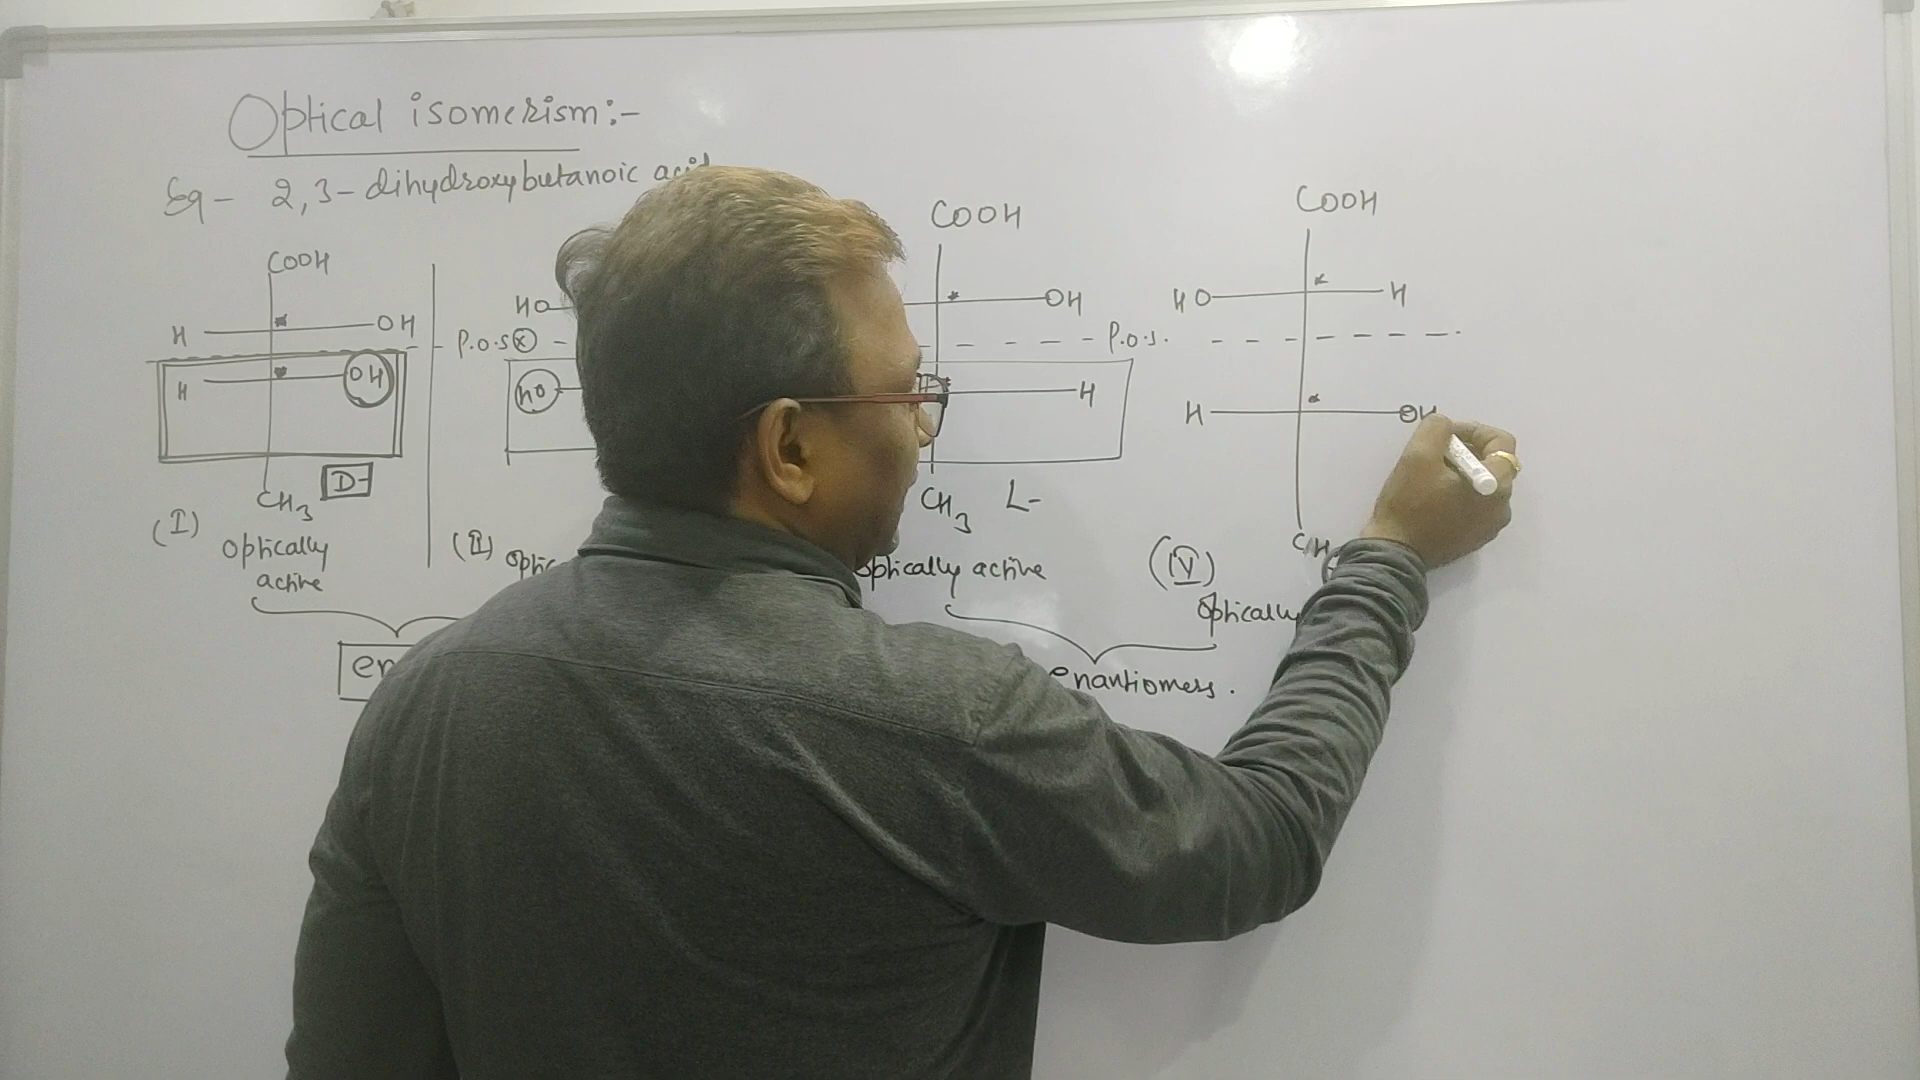 Optical isomerism:-
Eg- 2,3-dihydroxybutanoic acid
COOH
H OH
H OH
CH3
D-
(I)
Optically
active
HO
P.O.S
HO
(II)
COOH
OH
P.O.S.
H
CH3 L-
Optically active
COOH
HO H
H OH
(IV)
Optically
enantiomers.